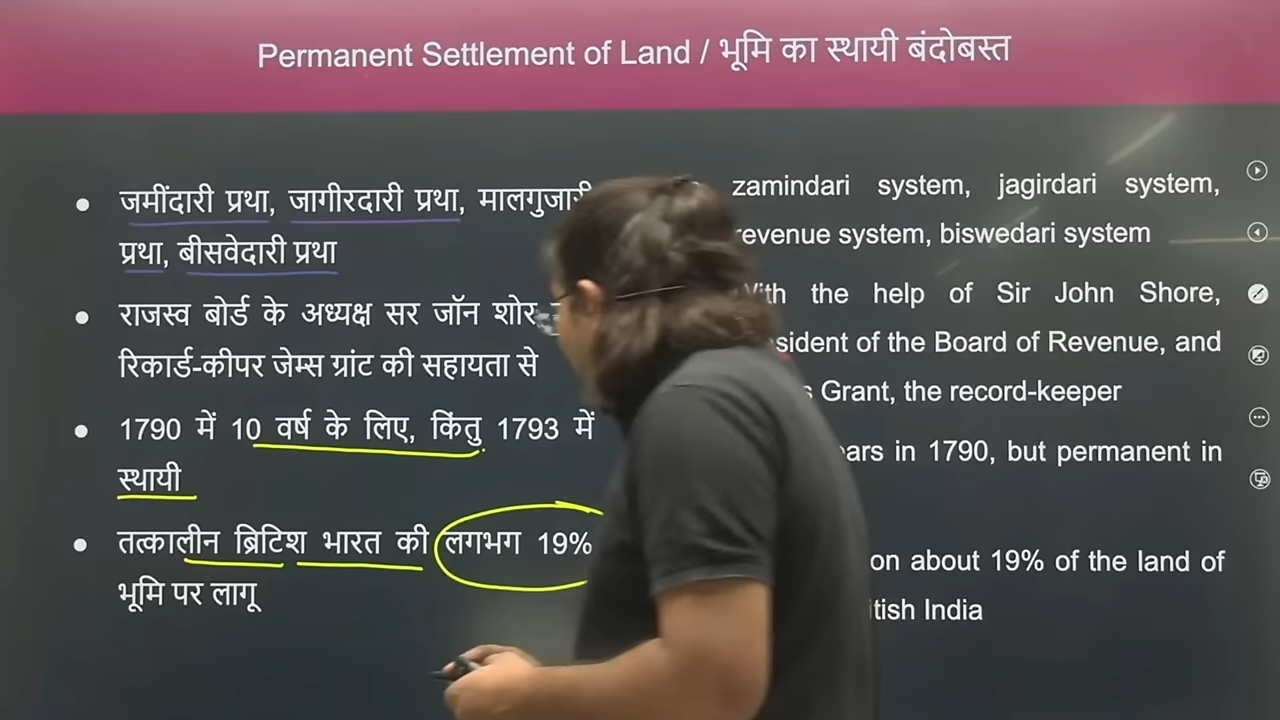 Permanent Settlement of Land / भूमि का स्थायी बंदोबस्त
जमींदारी प्रथा, जागीरदारी प्रथा, मालगुजारी
प्रथा, बीसवेदारी प्रथा
राजस्व बोर्ड के अध्यक्ष सर जॉन शोर
रिकार्ड-कीपर जेम्स ग्रांट की सहायता से
1790 में 10 वर्ष के लिए, किंतु 1793 में
स्थायी
तत्कालीन ब्रिटिश भारत की लगभग 19%
भूमि पर लागू
zamindari system, jagirdari system,
revenue system, biswedari system
With the help of Sir John Shore,
of the Board of Revenue, and
Grant, the record-keeper
in 1790, but permanent in
on about 19% of the land of
India